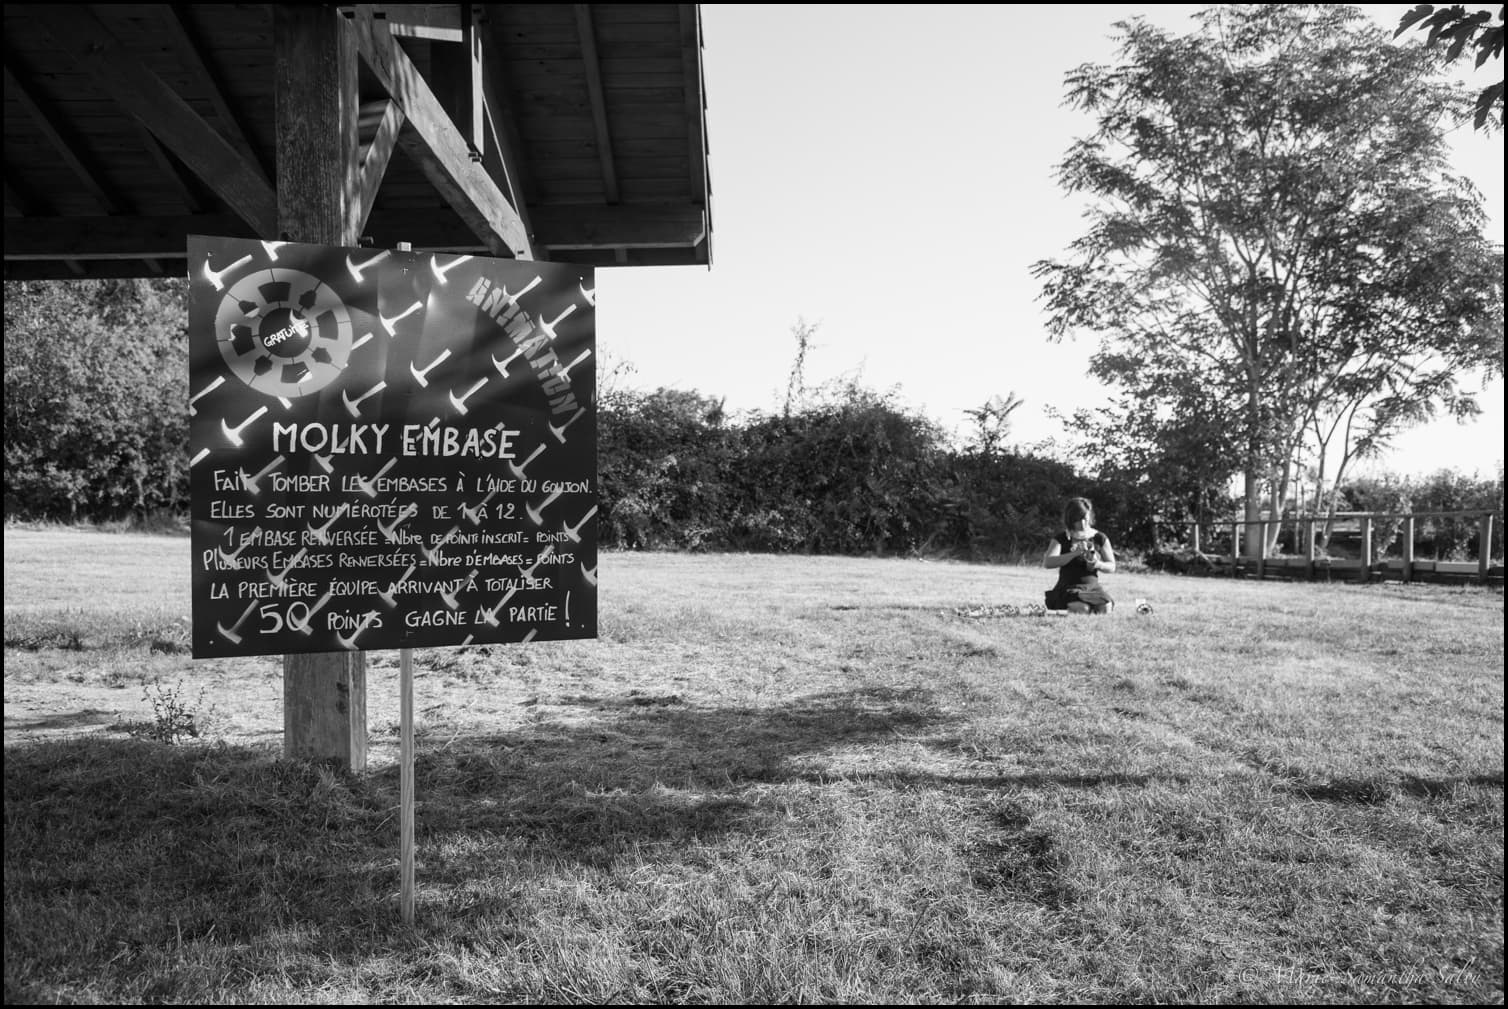 GRATUITE
ANIMATION
MOLKY EMBASE
FAIT TOMBER LES EMBASES À L'AIDE DU GOUJON.
ELLES SONT NUMÉROTÉES DE 1 À 12.
1 EMBASE RENVERSÉE = Nbre DE POINTS INSCRIT = POINTS
PLUSIEURS EMBASES RENVERSÉES = Nbre D'EMBASES = POINTS
LA PREMIÈRE ÉQUIPE ARRIVANT À TOTALISER
50 POINTS GAGNE LA PARTIE !
© Marie-Samantha Salvy